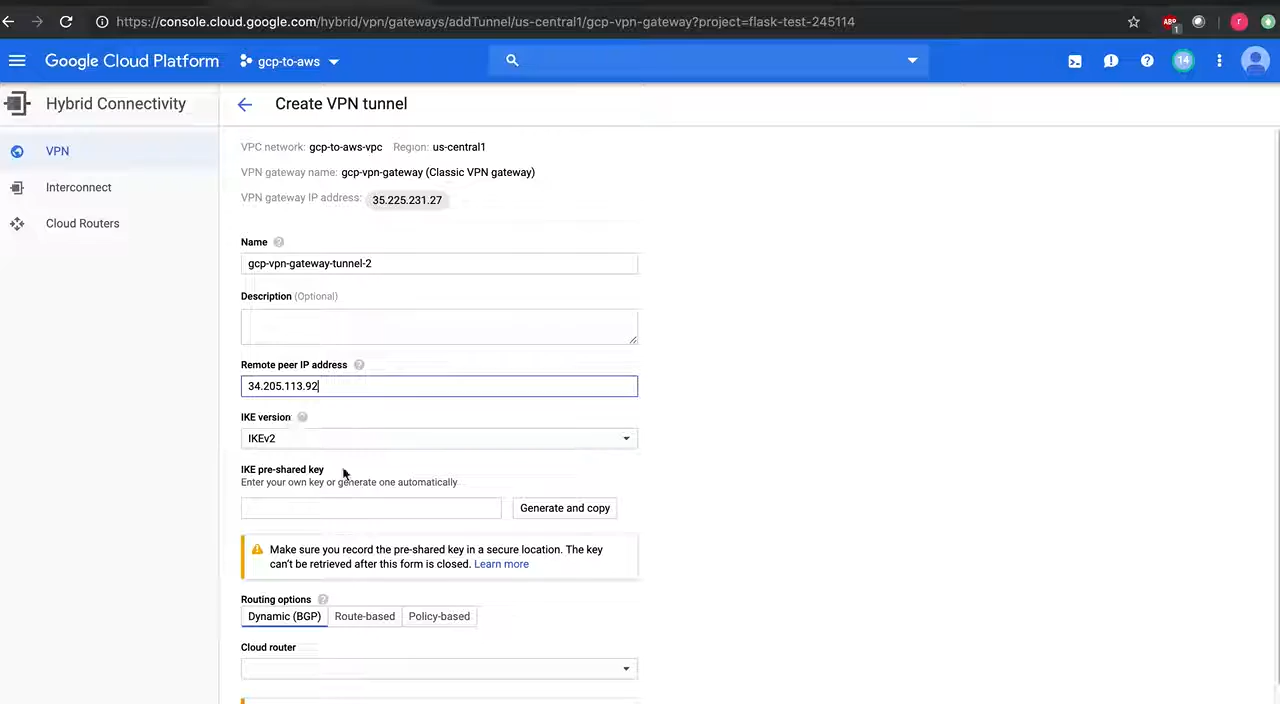 https://console.cloud.google.com/hybrid/vpn/gateways/addTunnel/us-central1/gcp-vpn-gateway?project=flask-test-245114
ABP
1
r
Google Cloud Platform
gcp-to-aws
14
Hybrid Connectivity
Create VPN tunnel
VPN
Interconnect
Cloud Routers
VPC network: gcp-to-aws-vpc Region: us-central1
VPN gateway name: gcp-vpn-gateway (Classic VPN gateway)
VPN gateway IP address: 35.225.231.27
Name
gcp-vpn-gateway-tunnel-2
Description (Optional)
Remote peer IP address
34.205.113.92
IKE version
IKEv2
IKE pre-shared key
Enter your own key or generate one automatically
Generate and copy
Make sure you record the pre-shared key in a secure location. The key
can't be retrieved after this form is closed. Learn more
Routing options
Dynamic (BGP) Route-based Policy-based
Cloud router